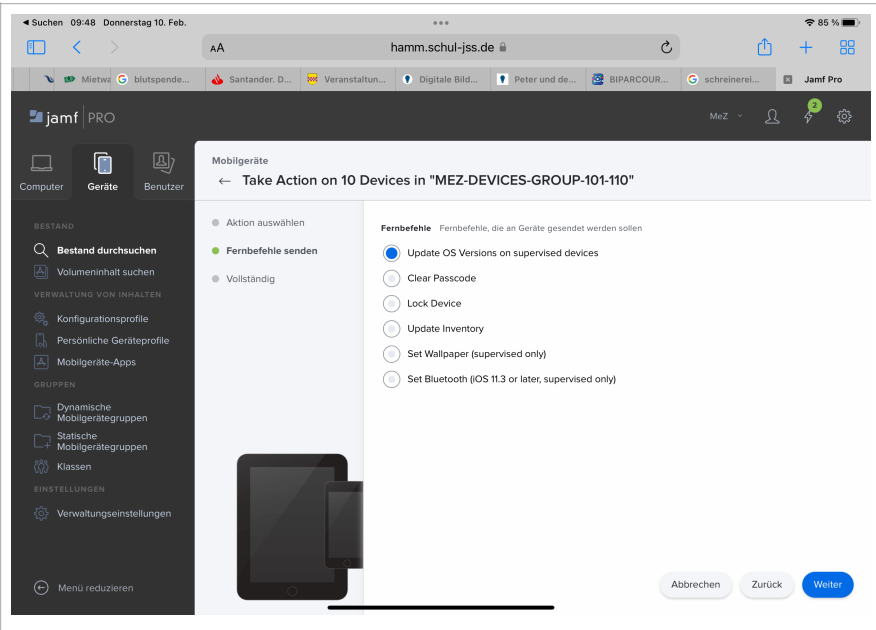 ◀ Suchen 09:48 Donnerstag 10. Feb.
85 %
AA
hamm.schul-jss.de
Mietwa
blutspende...
Santander. D...
Veranstaltun...
Digitale Bild...
Peter und de...
BIPARCOUR...
schreinerei...
Jamf Pro
jamf PRO
MeZ
2
Computer
Geräte
Benutzer
Mobilgeräte
← Take Action on 10 Devices in "MEZ-DEVICES-GROUP-101-110"
BESTAND
Bestand durchsuchen
Volumeninhalt suchen
VERWALTUNG VON INHALTEN
Konfigurationsprofile
Persönliche Geräteprofile
Mobilgeräte-Apps
GRUPPEN
Dynamische
Mobilgerätegruppen
Statische
Mobilgerätegruppen
Klassen
EINSTELLUNGEN
Verwaltungseinstellungen
Menü reduzieren
Aktion auswählen
Fernbefehle senden
Vollständig
Fernbefehle Fernbefehle, die an Geräte gesendet werden sollen
Update OS Versions on supervised devices
Clear Passcode
Lock Device
Update Inventory
Set Wallpaper (supervised only)
Set Bluetooth (iOS 11.3 or later, supervised only)
Abbrechen
Zurück
Weiter